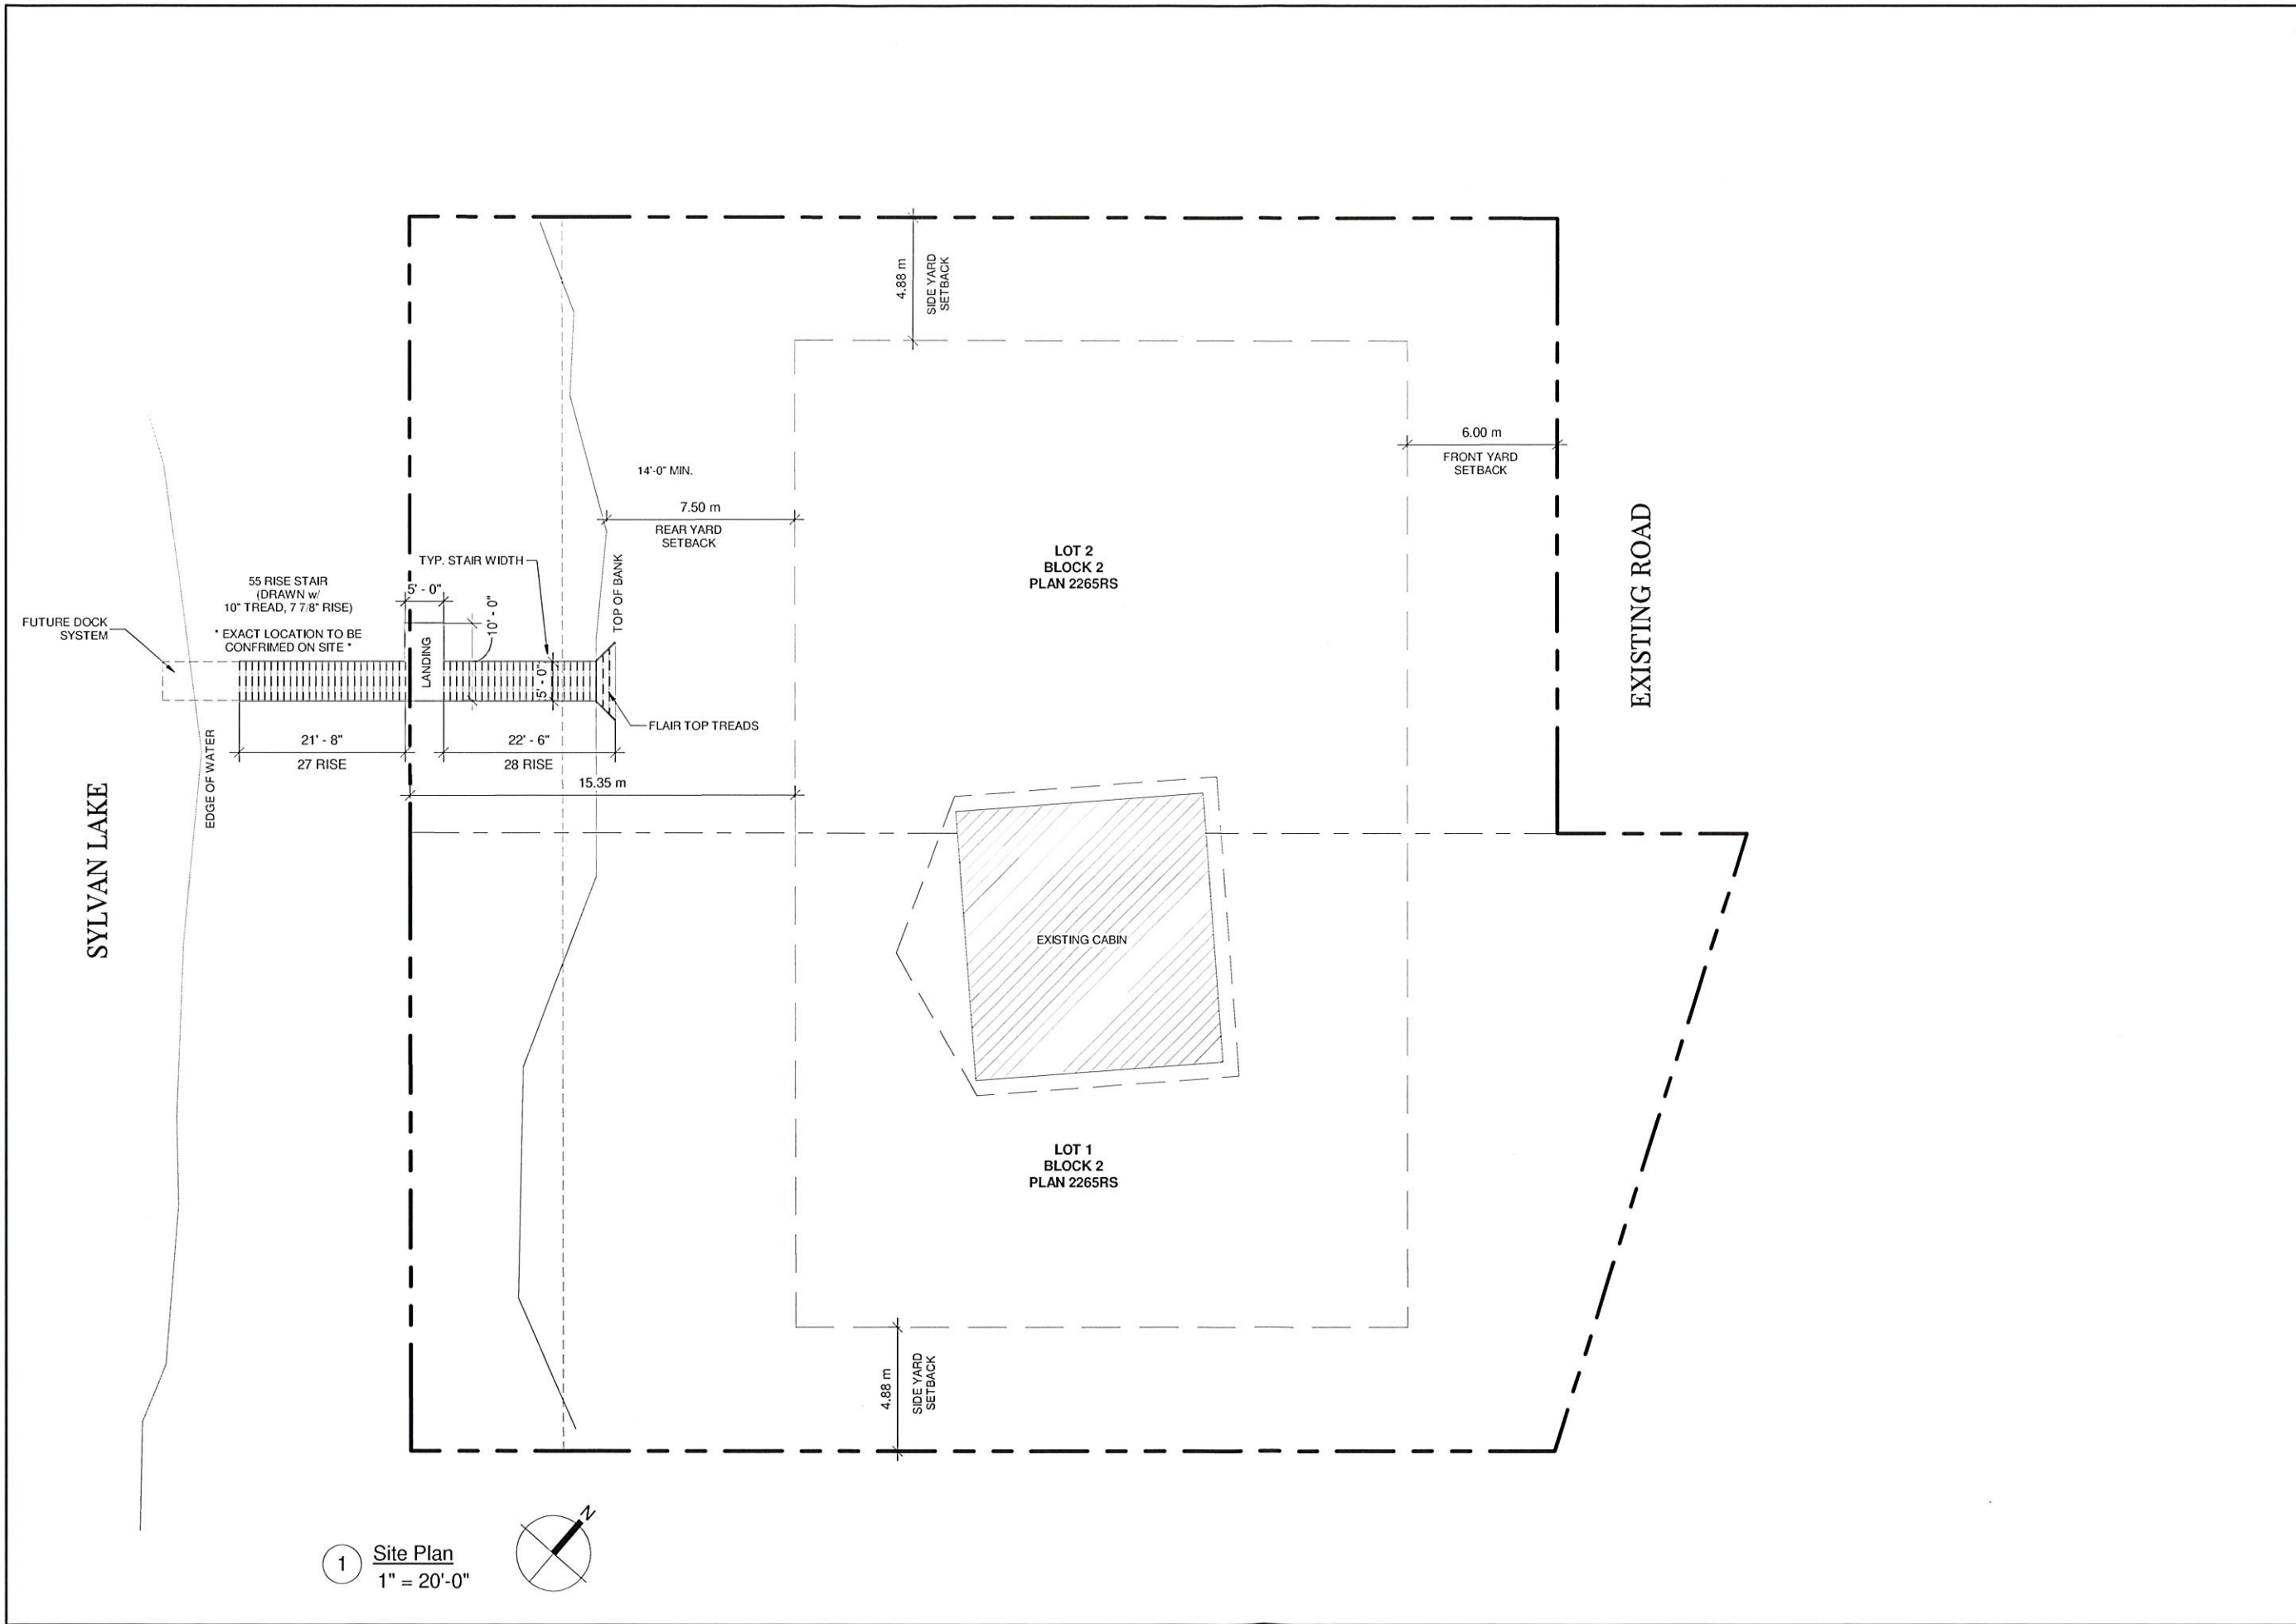 4.88 m
SIDE YARD
SETBACK
6.00 m
FRONT YARD
SETBACK
14'-0" MIN.
7.50 m
REAR YARD
SETBACK
EXISTING ROAD
LOT 2
BLOCK 2
PLAN 2265RS
TYP. STAIR WIDTH
TOP OF BANK
55 RISE STAIR
(DRAWN w/
10" TREAD, 7 7/8" RISE)
* EXACT LOCATION TO BE
CONFRIMED ON SITE *
5' - 0"
10' - 0"
FUTURE DOCK
SYSTEM
LANDING
5' - 0"
FLAIR TOP TREADS
21' - 8"
27 RISE
22' - 6"
28 RISE
15.35 m
EDGE OF WATER
SYLVAN LAKE
EXISTING CABIN
LOT 1
BLOCK 2
PLAN 2265RS
4.88 m
SIDE YARD
SETBACK
N
1
Site Plan
1" = 20'-0"